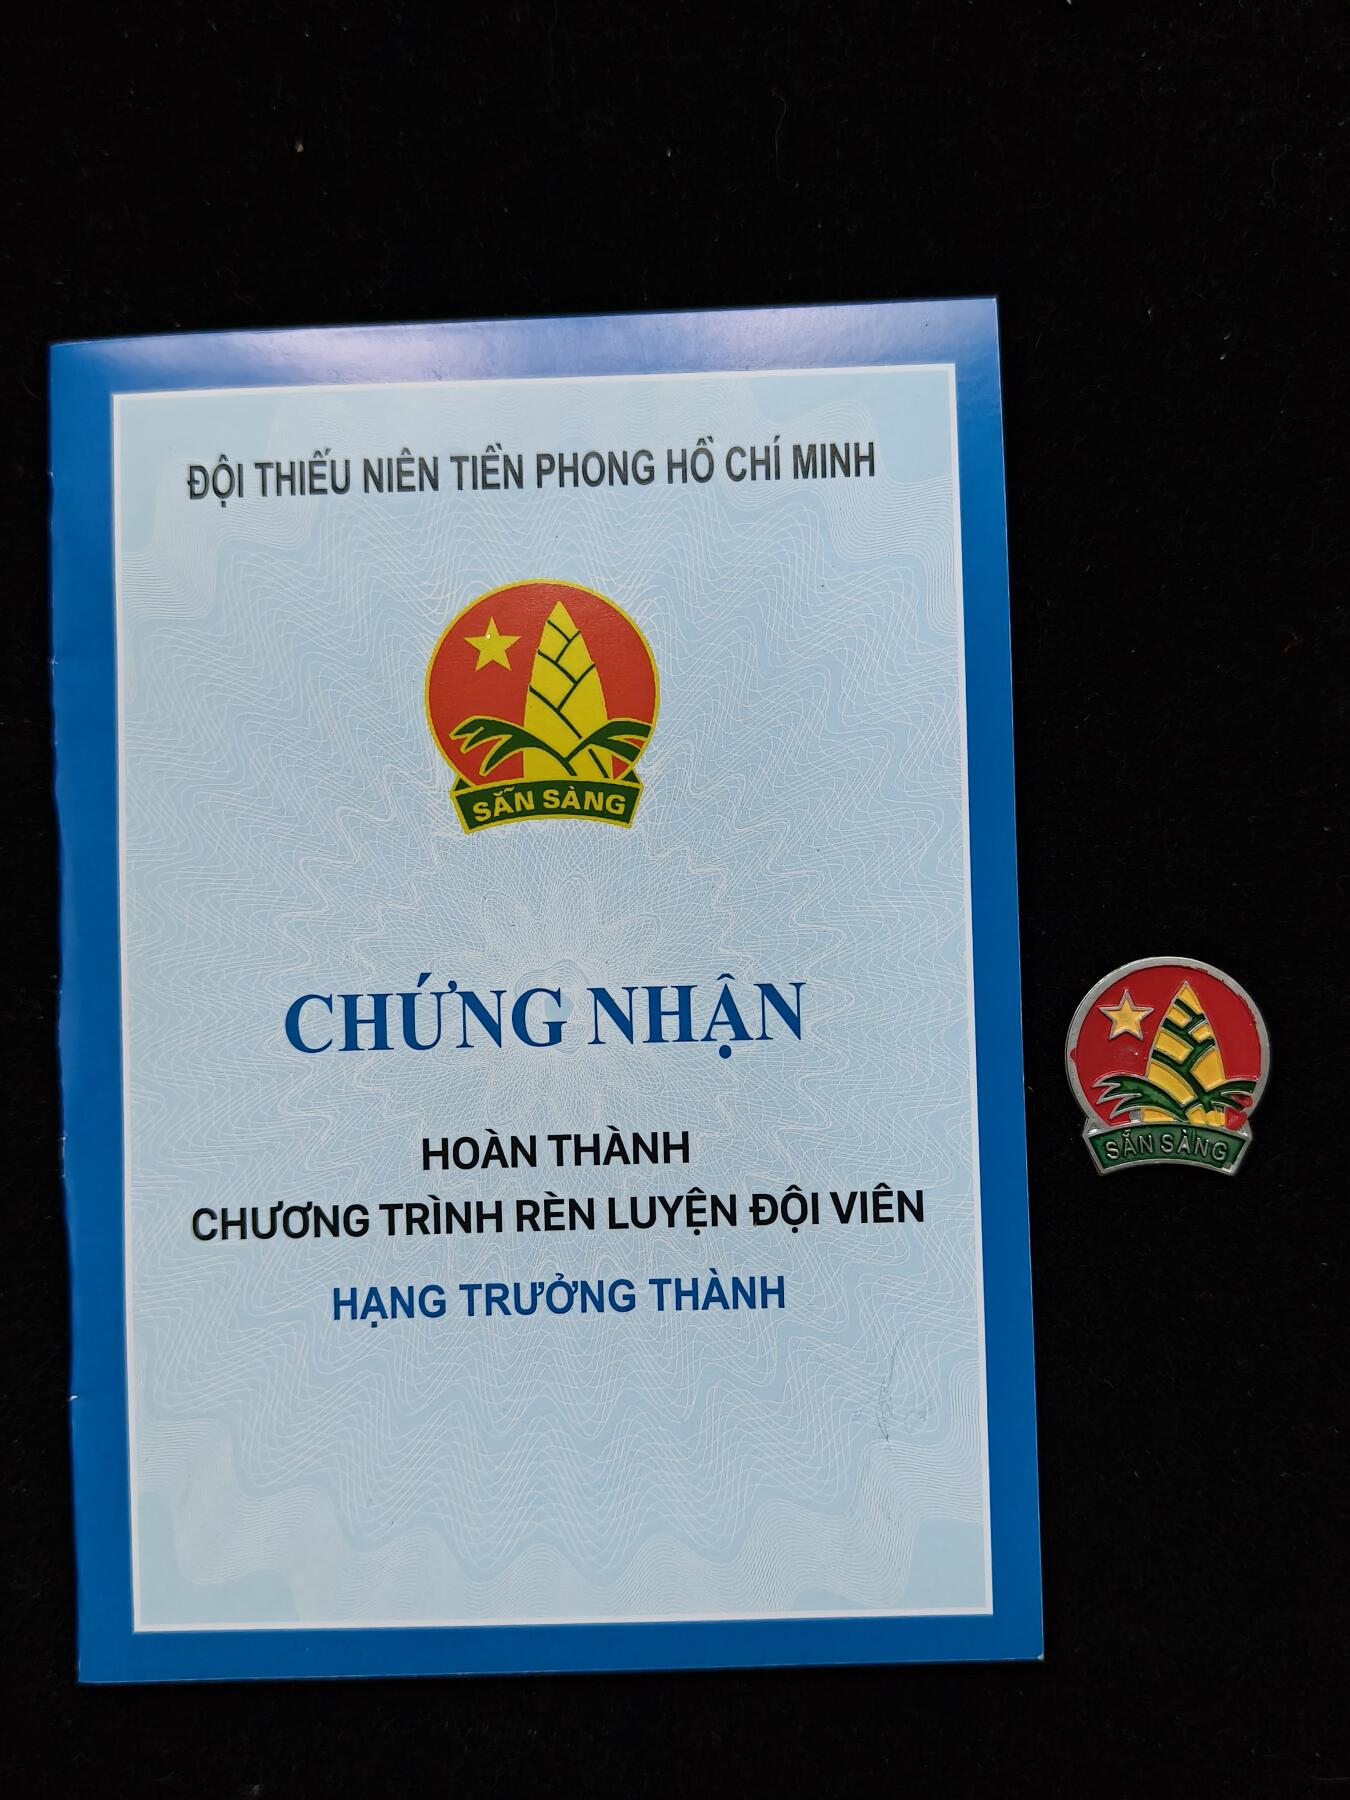 ĐỘI THIẾU NIÊN TIỀN PHONG HỒ CHÍ MINH
SẴN SÀNG
CHỨNG NHẬN
HOÀN THÀNH
CHƯƠNG TRÌNH RÈN LUYỆN ĐỘI VIÊN
HẠNG TRƯỞNG THÀNH
SẴN SÀNG